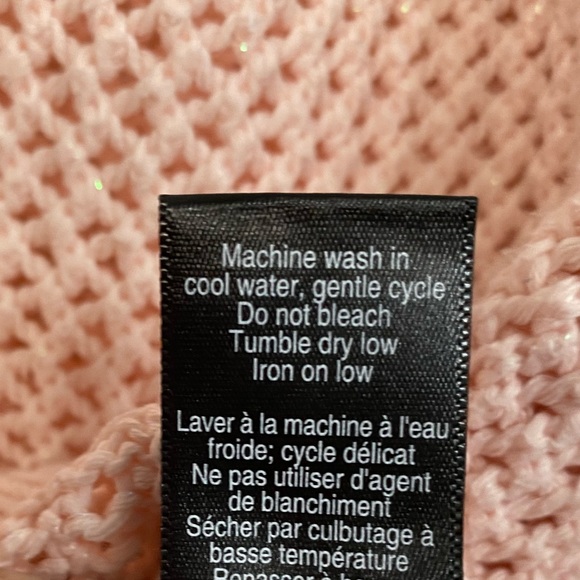 Machine wash in
cool water, gentle cycle
Do not bleach
Tumble dry low
Iron on low
Laver à la machine à l'eau
froide; cycle délicat
Ne pas utiliser d'agent
de blanchiment
Sécher par culbutage à
basse température
Repasser à